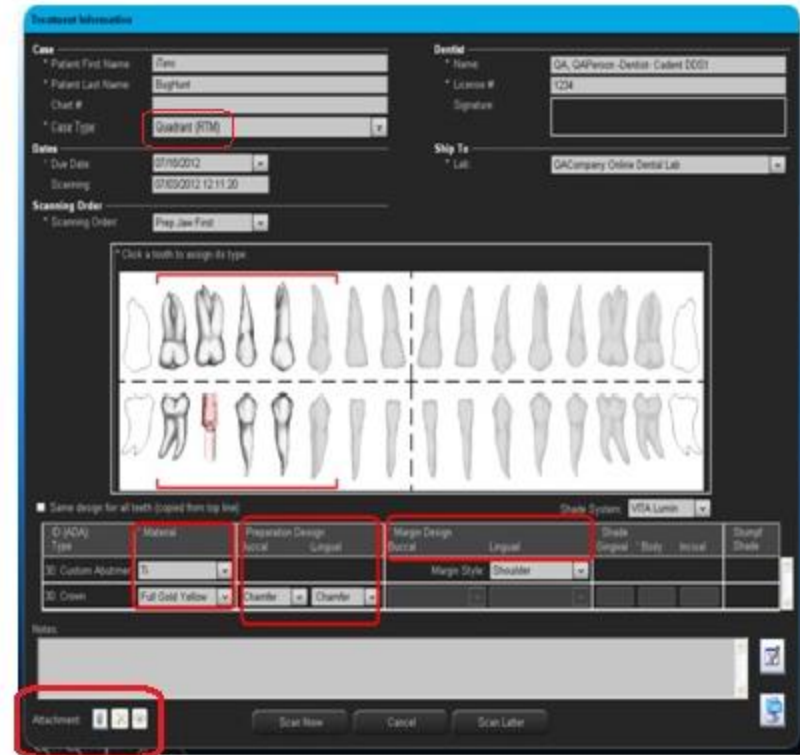 Treatment Information
Case
* Patient First Name iTero
* Patient Last Name BugHunt
Chart #
* Case Type Quadrant (RTM)
Dentist
* Name: QA, QAPerson -Dentist- Cadent DDS1
* License # 1234
Signature
Dates
* Due Date: 07/10/2012
Scanning: 07/03/2012 12:11:20
Ship To
* Lab: QACompany Online Dental Lab
Scanning Order
* Scanning Order: Prep Jaw First
* Click a tooth to assign its type:
Same design for all teeth (copied from top line)
Shade System: VITA Lumin
ID (ADA) * Material Preparation Design Margin Design Shade Stumpf
Type Buccal Lingual Buccal Lingual Gingival * Body Incisal Shade
30: Custom Abutmen Ti Margin Style: Shoulder
30: Crown Full Gold Yellow Chamfer Chamfer
Notes:
Attachment:
Scan Now Cancel Scan Later